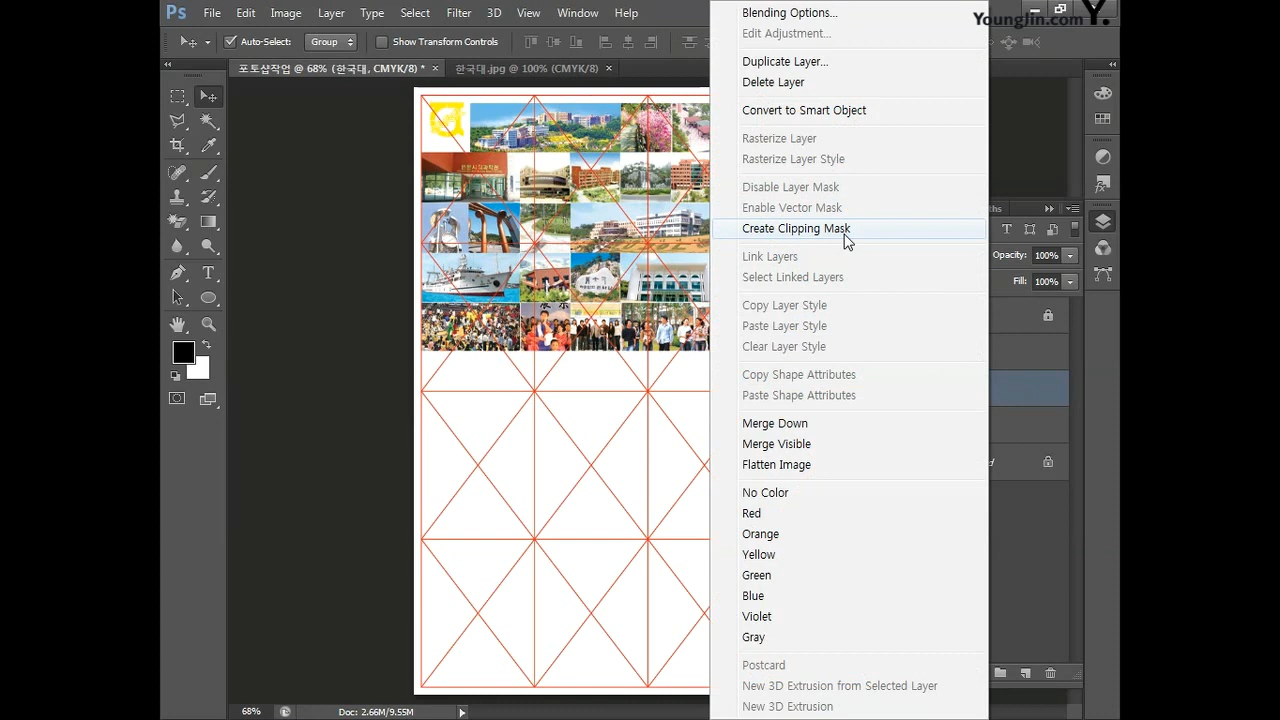 Ps File Edit Image Layer Type Select Filter 3D View Window Help
YoungJin.com Y.
Auto-Select: Group Show Transform Controls
포토샵작업 @ 68% (한국대, CMYK/8) * × 한국대.jpg @ 100% (CMYK/8) ×
Blending Options...
Edit Adjustment...
Duplicate Layer...
Delete Layer
Convert to Smart Object
Rasterize Layer
Rasterize Layer Style
Disable Layer Mask
Enable Vector Mask
Create Clipping Mask
Link Layers
Select Linked Layers
Copy Layer Style
Paste Layer Style
Clear Layer Style
Copy Shape Attributes
Paste Shape Attributes
Merge Down
Merge Visible
Flatten Image
No Color
Red
Orange
Yellow
Green
Blue
Violet
Gray
Postcard
New 3D Extrusion from Selected Layer
New 3D Extrusion
ths
Opacity: 100%
Fill: 100%
68% Doc: 2.66M/9.55M